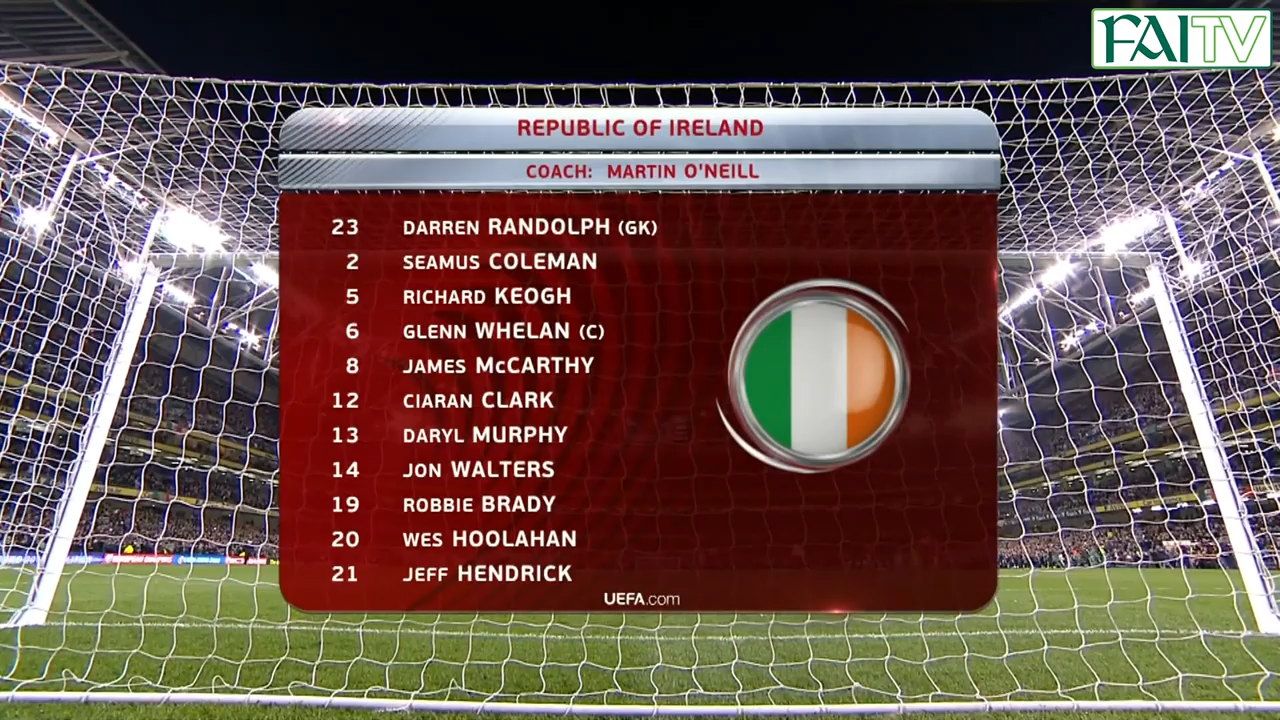 FAITV
REPUBLIC OF IRELAND
COACH: MARTIN O'NEILL
23 DARREN RANDOLPH (GK)
2 SEAMUS COLEMAN
5 RICHARD KEOGH
6 GLENN WHELAN (C)
8 JAMES McCARTHY
12 CIARAN CLARK
13 DARYL MURPHY
14 JON WALTERS
19 ROBBIE BRADY
20 WES HOOLAHAN
21 JEFF HENDRICK
UEFA.com